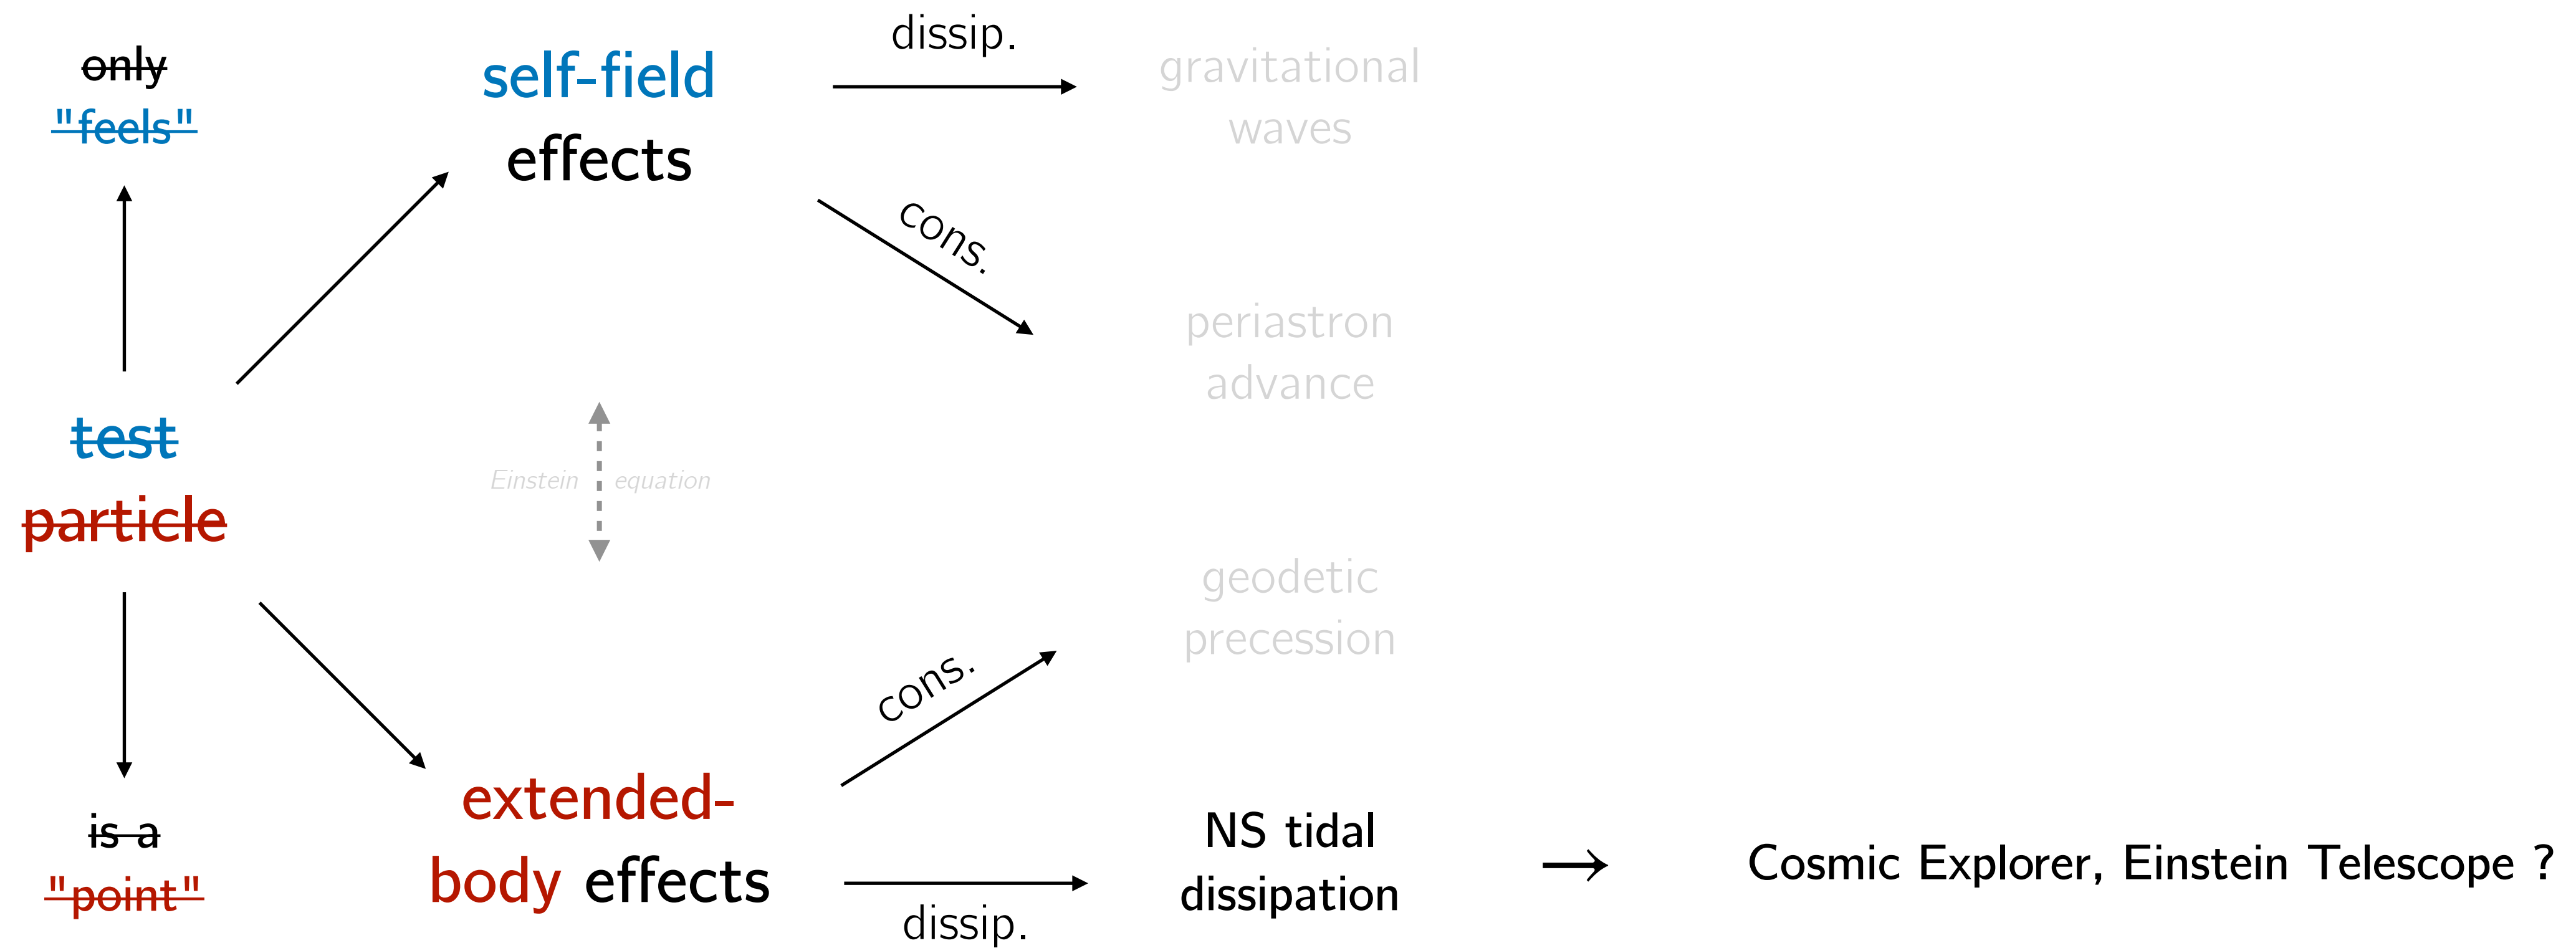 only
"feels"
test
particle
is a
"point"
self-field
effects
Einstein equation
extended-
body effects
dissip.
cons.
cons.
dissip.
gravitational
waves
periastron
advance
geodetic
precession
NS tidal
dissipation
→
Cosmic Explorer, Einstein Telescope ?